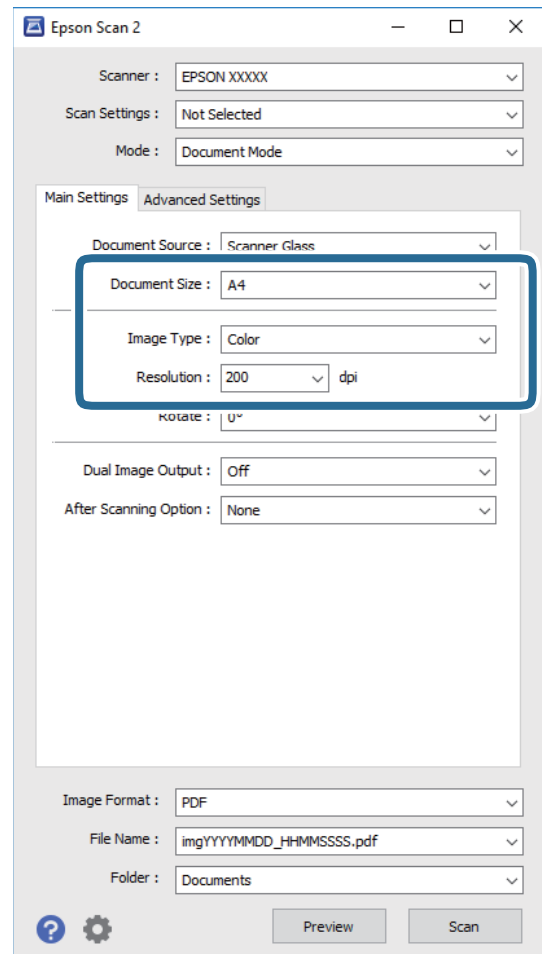 Epson Scan 2
Scanner : EPSON XXXXX
Scan Settings : Not Selected
Mode : Document Mode
Main Settings Advanced Settings
Document Source : Scanner Glass
Document Size : A4
Image Type : Color
Resolution : 200 dpi
Rotate : 0°
Dual Image Output : Off
After Scanning Option : None
Image Format : PDF
File Name : imgYYYYMMDD_HHMMSSSS.pdf
Folder : Documents
? Preview Scan